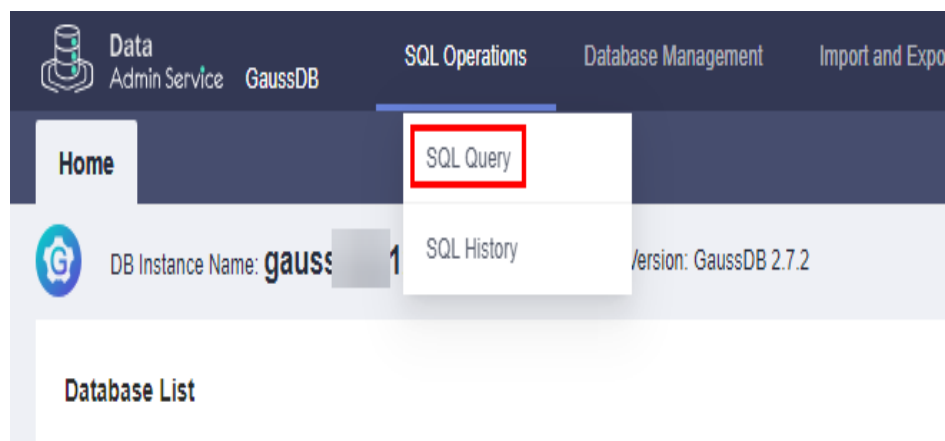 Data
Admin Service GaussDB
SQL Operations Database Management Import and Expo
Home
SQL Query
SQL History
DB Instance Name: gauss 1
Version: GaussDB 2.7.2
Database List